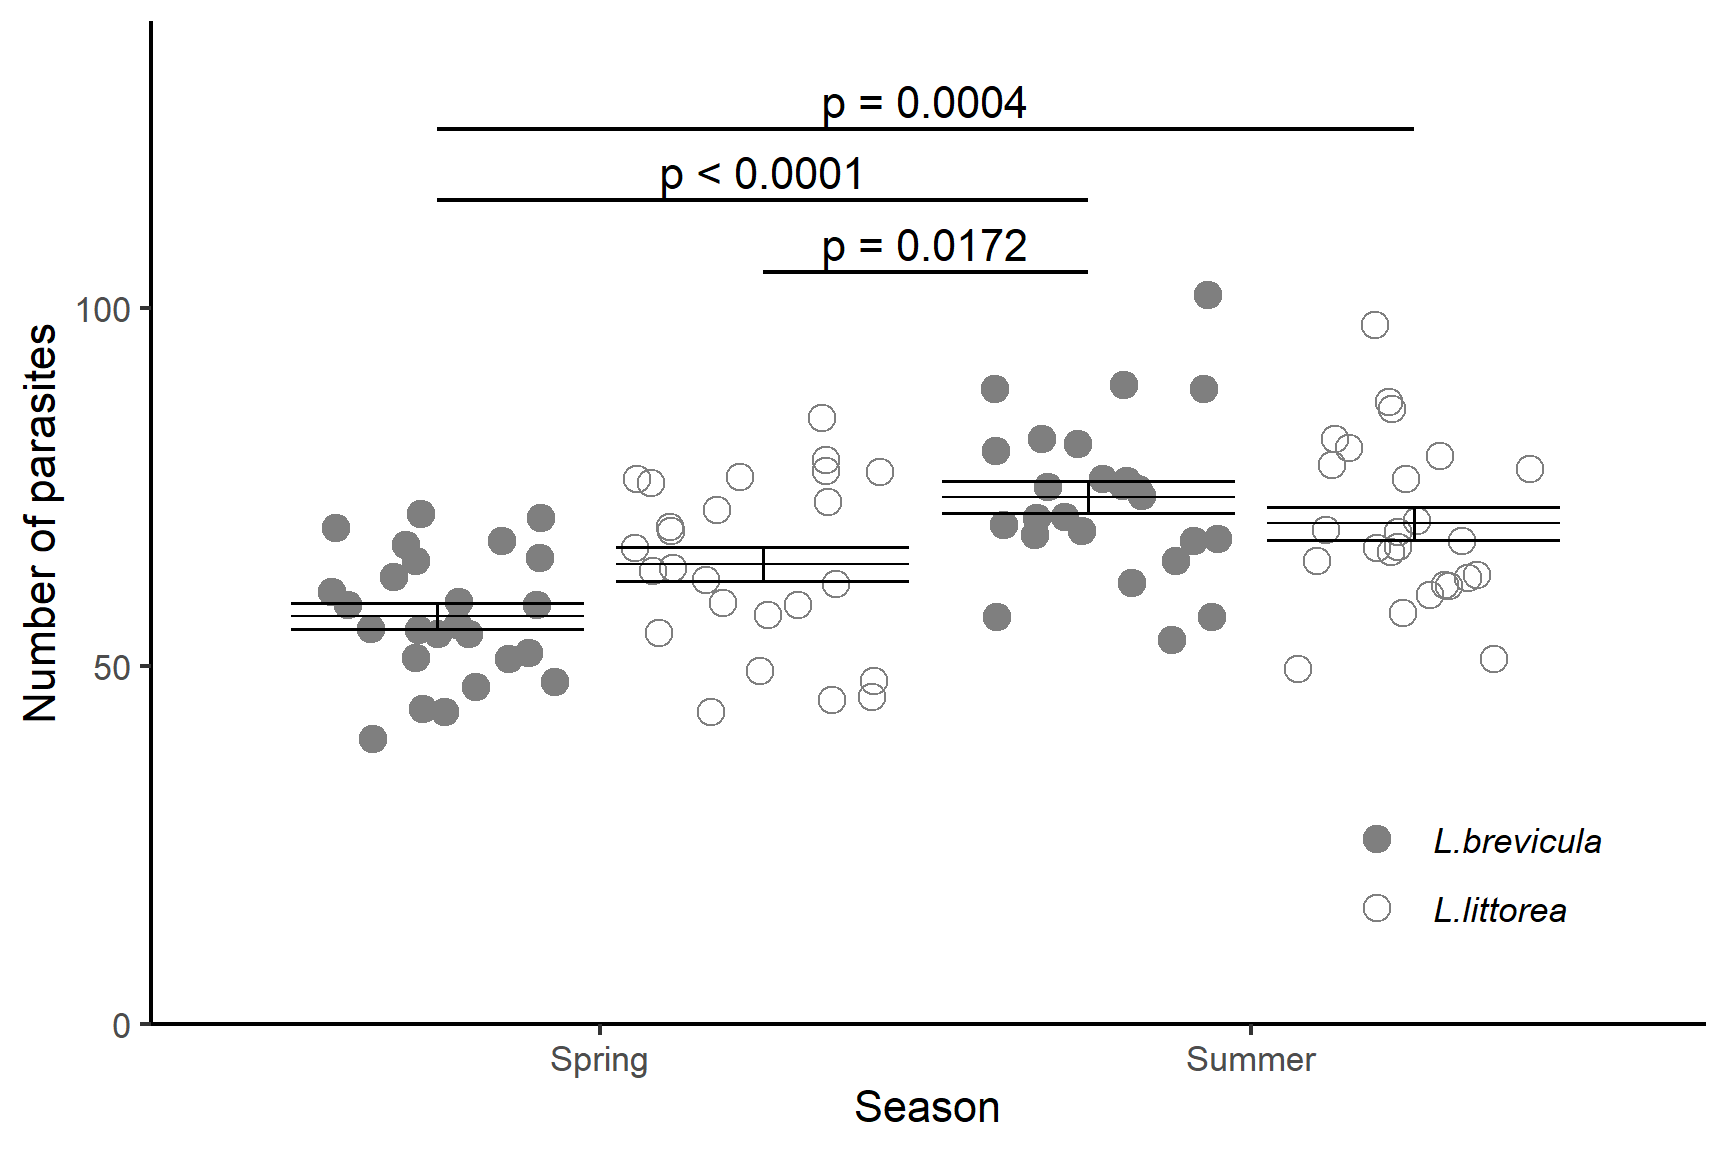 p = 0.0004
p < 0.0001
p = 0.0172
100
50
0
Number of parasites
L.brevicula
L.littorea
Spring
Summer
Season